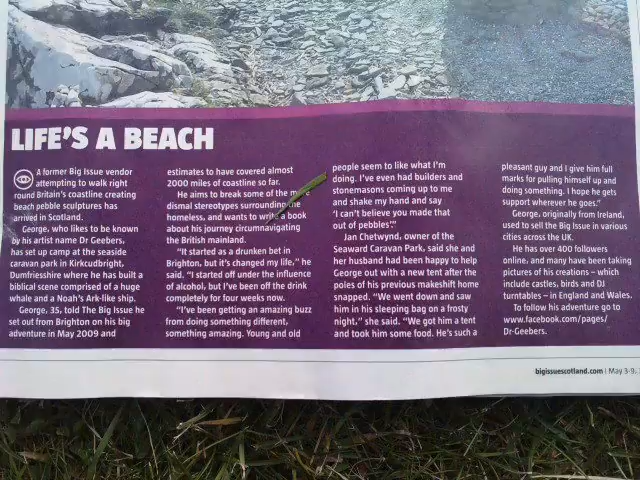 LIFE'S A BEACH
A former Big Issue vendor
attempting to walk right
round Britain's coastline creating
beach pebble sculptures has
arrived in Scotland.
George, who likes to be known
by his artist name Dr Geebers,
has set up camp at the seaside
caravan park in Kirkcudbright,
Dumfriesshire where he has built a
biblical scene comprised of a huge
whale and a Noah's Ark-like ship.
George, 35, told The Big Issue he
set out from Brighton on his big
adventure in May 2009 and
estimates to have covered almost
2000 miles of coastline so far.
He aims to break some of the more
dismal stereotypes surrounding the
homeless, and wants to write a book
about his journey circumnavigating
the British mainland.
"It started as a drunken bet in
Brighton, but it's changed my life," he
said. "I started off under the influence
of alcohol, but I've been off the drink
completely for four weeks now.
"I've been getting an amazing buzz
from doing something different,
something amazing. Young and old
people seem to like what I'm
doing. I've even had builders and
stonemasons coming up to me
and shake my hand and say
'I can't believe you made that
out of pebbles'."
Jan Chetwynd, owner of the
Seaward Caravan Park, said she and
her husband had been happy to help
George out with a new tent after the
poles of his previous makeshift home
snapped. "We went down and saw
him in his sleeping bag on a frosty
night," she said. "We got him a tent
and took him some food. He's such a
pleasant guy and I give him full
marks for pulling himself up and
doing something. I hope he gets
support wherever he goes."
George, originally from Ireland,
used to sell the Big Issue in various
cities across the UK.
He has over 400 followers
online, and many have been taking
pictures of his creations – which
include castles, birds and DJ
turntables – in England and Wales.
To follow his adventure go to
www.facebook.com/pages/
Dr-Geebers.
bigissuescotland.com | May 3-9,